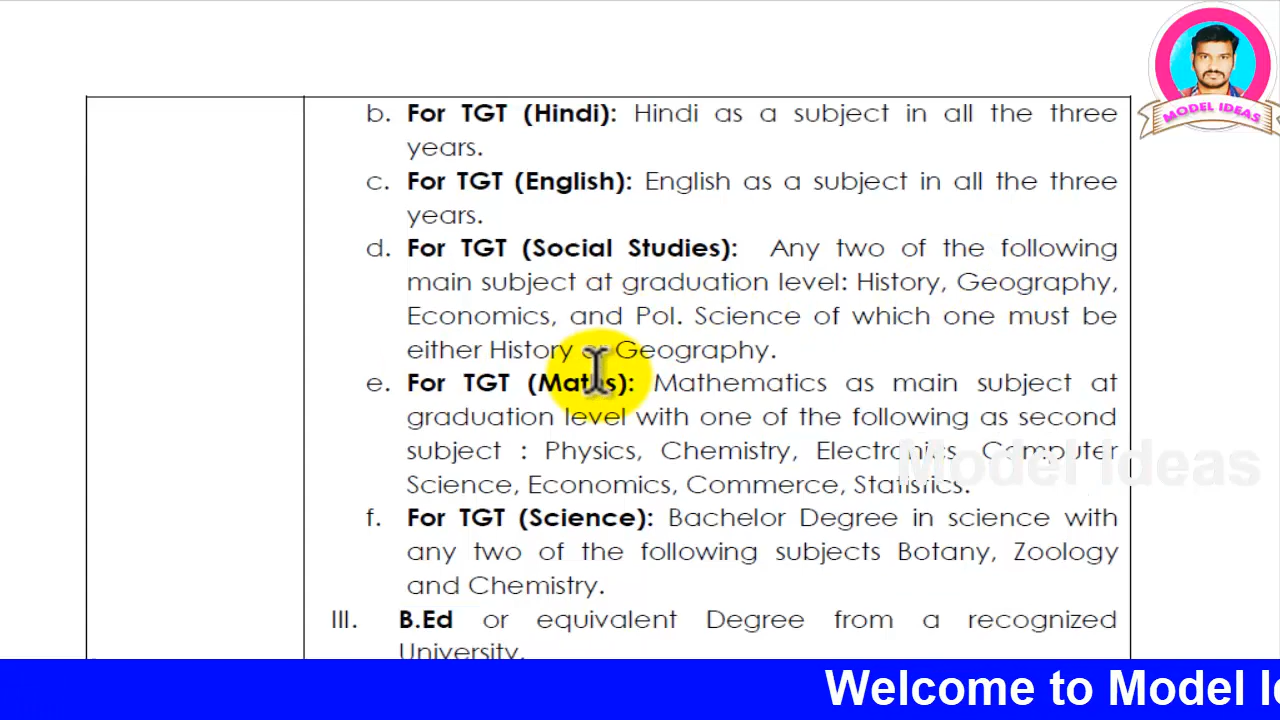 MODEL IDEAS
b. For TGT (Hindi): Hindi as a subject in all the three
years.
c. For TGT (English): English as a subject in all the three
years.
d. For TGT (Social Studies): Any two of the following
main subject at graduation level: History, Geography,
Economics, and Pol. Science of which one must be
either History or Geography.
e. For TGT (Maths): Mathematics as main subject at
graduation level with one of the following as second
subject : Physics, Chemistry, Electronics, Computer
Model ideas
Science, Economics, Commerce, Statistics.
f. For TGT (Science): Bachelor Degree in science with
any two of the following subjects Botany, Zoology
and Chemistry.
III. B.Ed or equivalent Degree from a recognized
University.
Welcome to Model Id